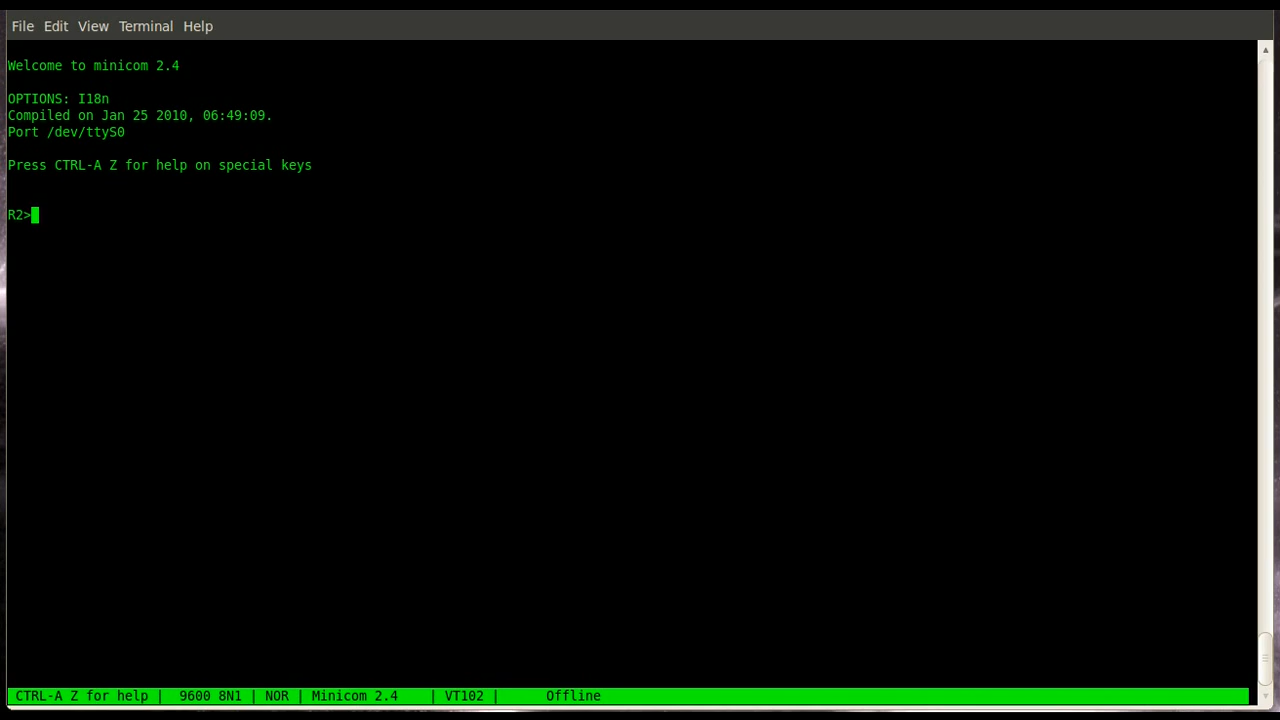 File Edit View Terminal Help
Welcome to minicom 2.4
OPTIONS: I18n
Compiled on Jan 25 2010, 06:49:09.
Port /dev/ttyS0
Press CTRL-A Z for help on special keys
R2>
CTRL-A Z for help | 9600 8N1 | NOR | Minicom 2.4 | VT102 | Offline